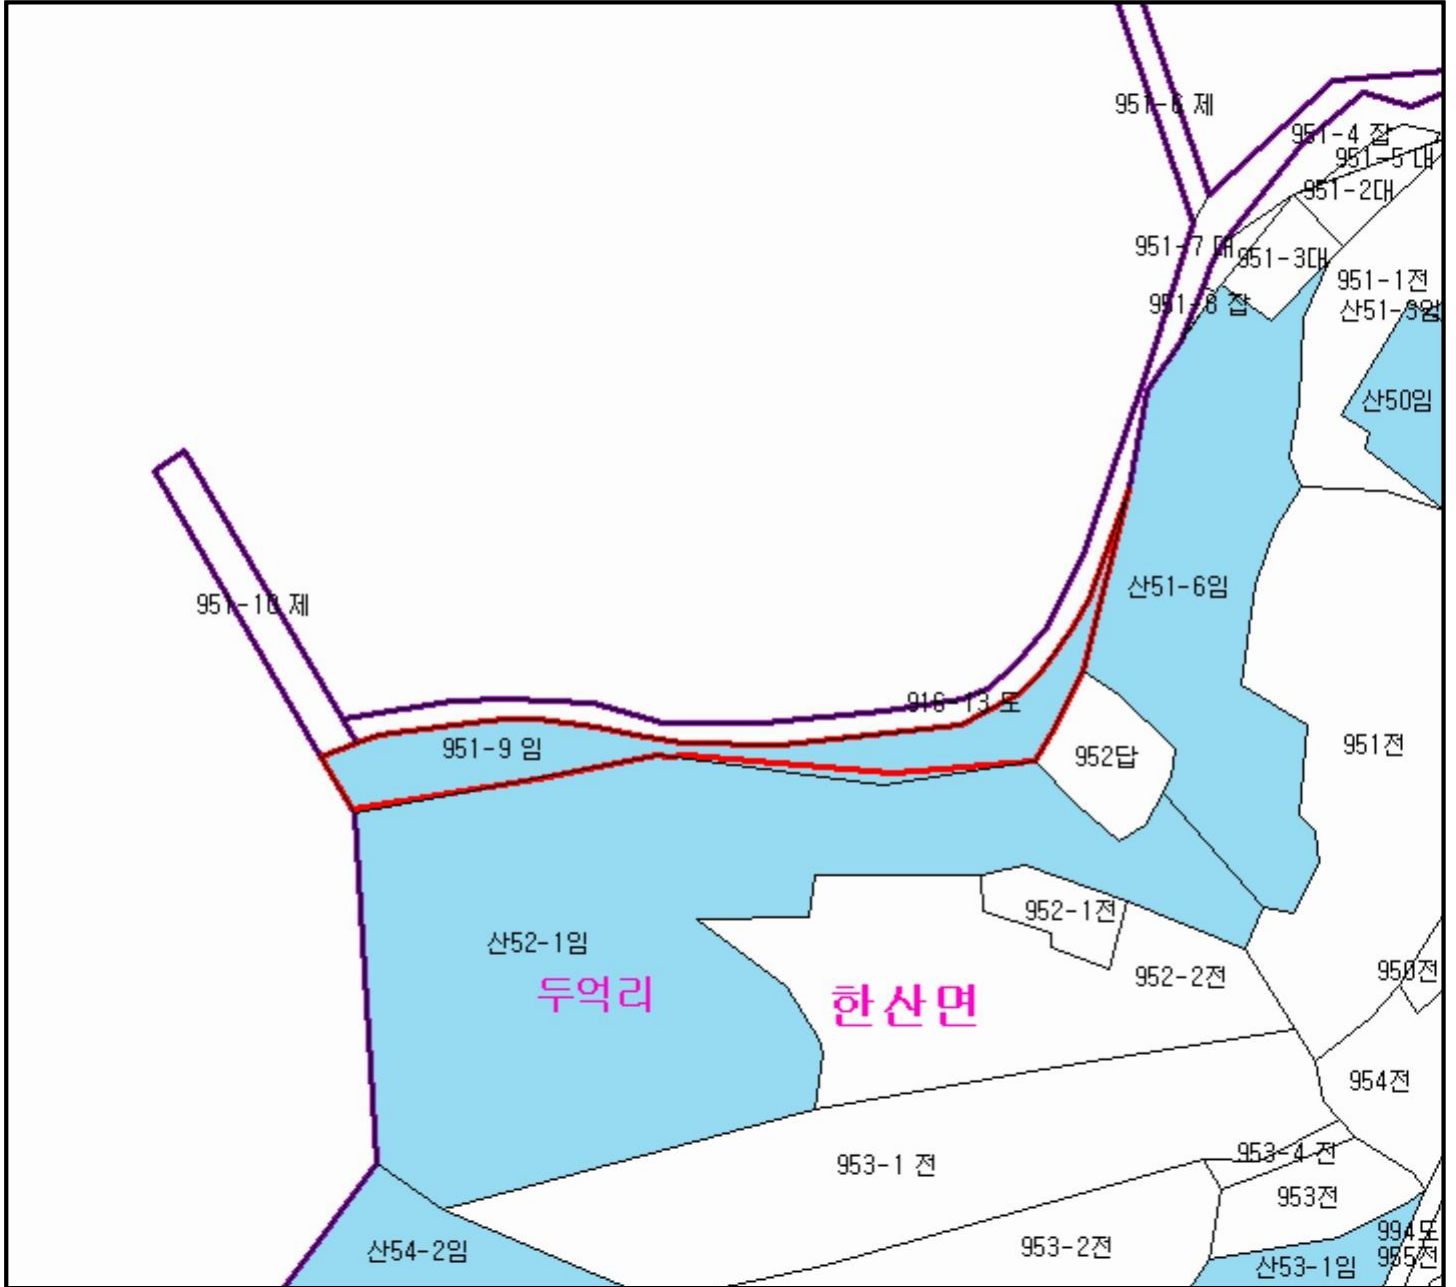 951-6 제
951-4 잡
951-5 대
951-2대
951-7 대
951-3대
951-1전
951-8 잡
산51-3임
산50임
산51-6임
951-10 제
916-13 도
951-9 임
952답
951전
952-1전
산52-1임
950전
952-2전
두억리
한산면
954전
953-4 전
953-1 전
953전
994도
953-2전
산54-2임
955전
산53-1임